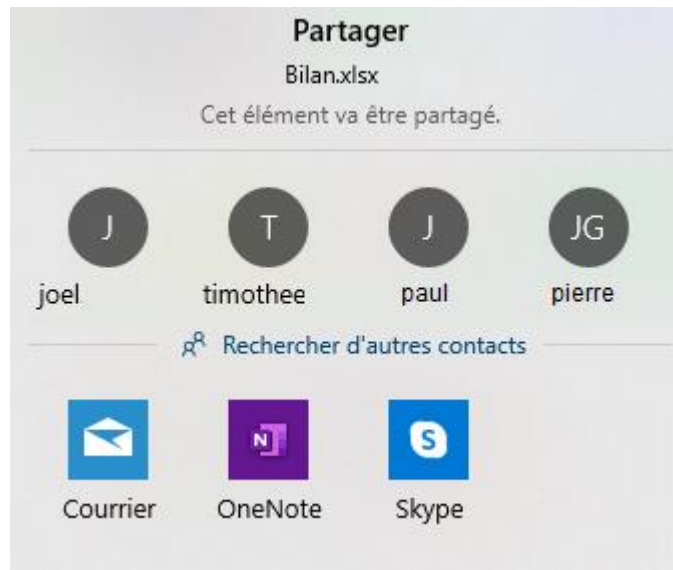 Partager
Bilan.xlsx
Cet élément va être partagé.
J T J JG
joel timothee paul pierre
Rechercher d'autres contacts
N S
Courrier OneNote Skype